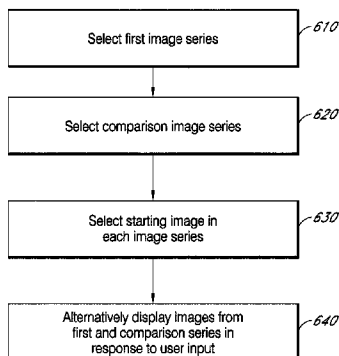 Select first image series
610
Select comparison image series
620
Select starting image in
each image series
630
Alternatively display images from
first and comparison series in
response to user input
640